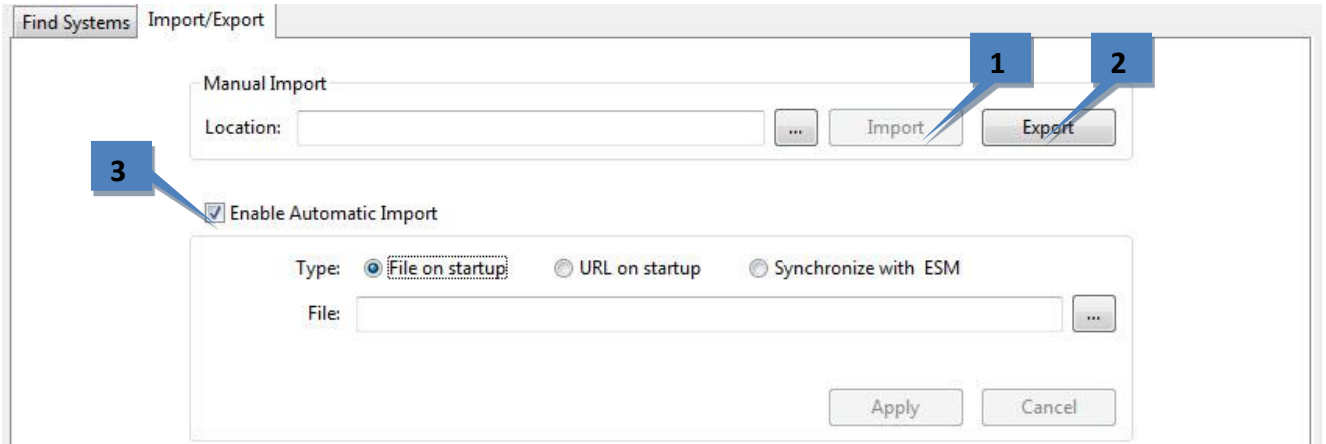 Find Systems Import/Export
1 2
Manual Import
Location: ... Import Export
3
Enable Automatic Import
Type: File on startup URL on startup Synchronize with ESM
File: ...
Apply Cancel